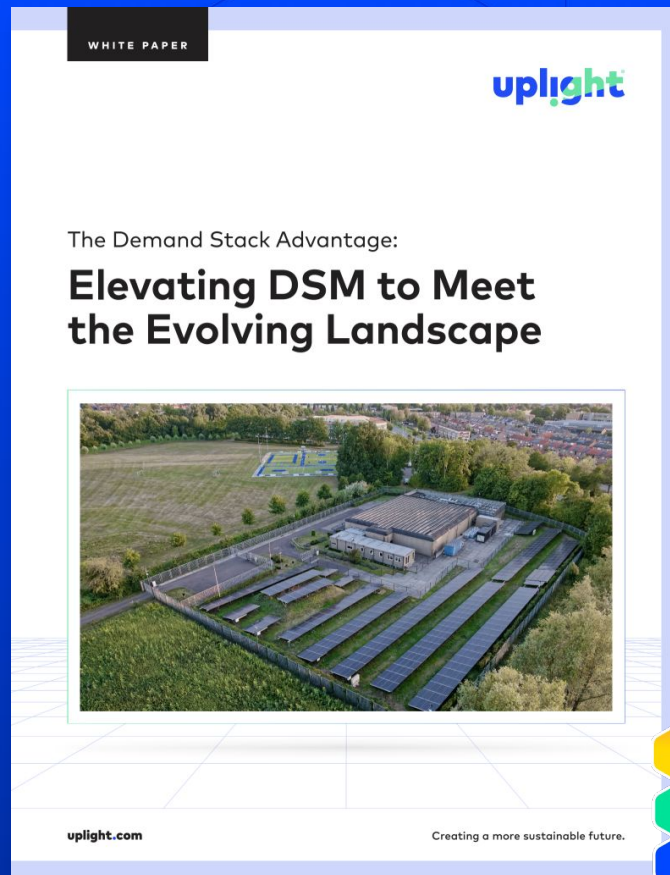 WHITE PAPER
uplight
The Demand Stack Advantage:
Elevating DSM to Meet
the Evolving Landscape
uplight.com
Creating a more sustainable future.